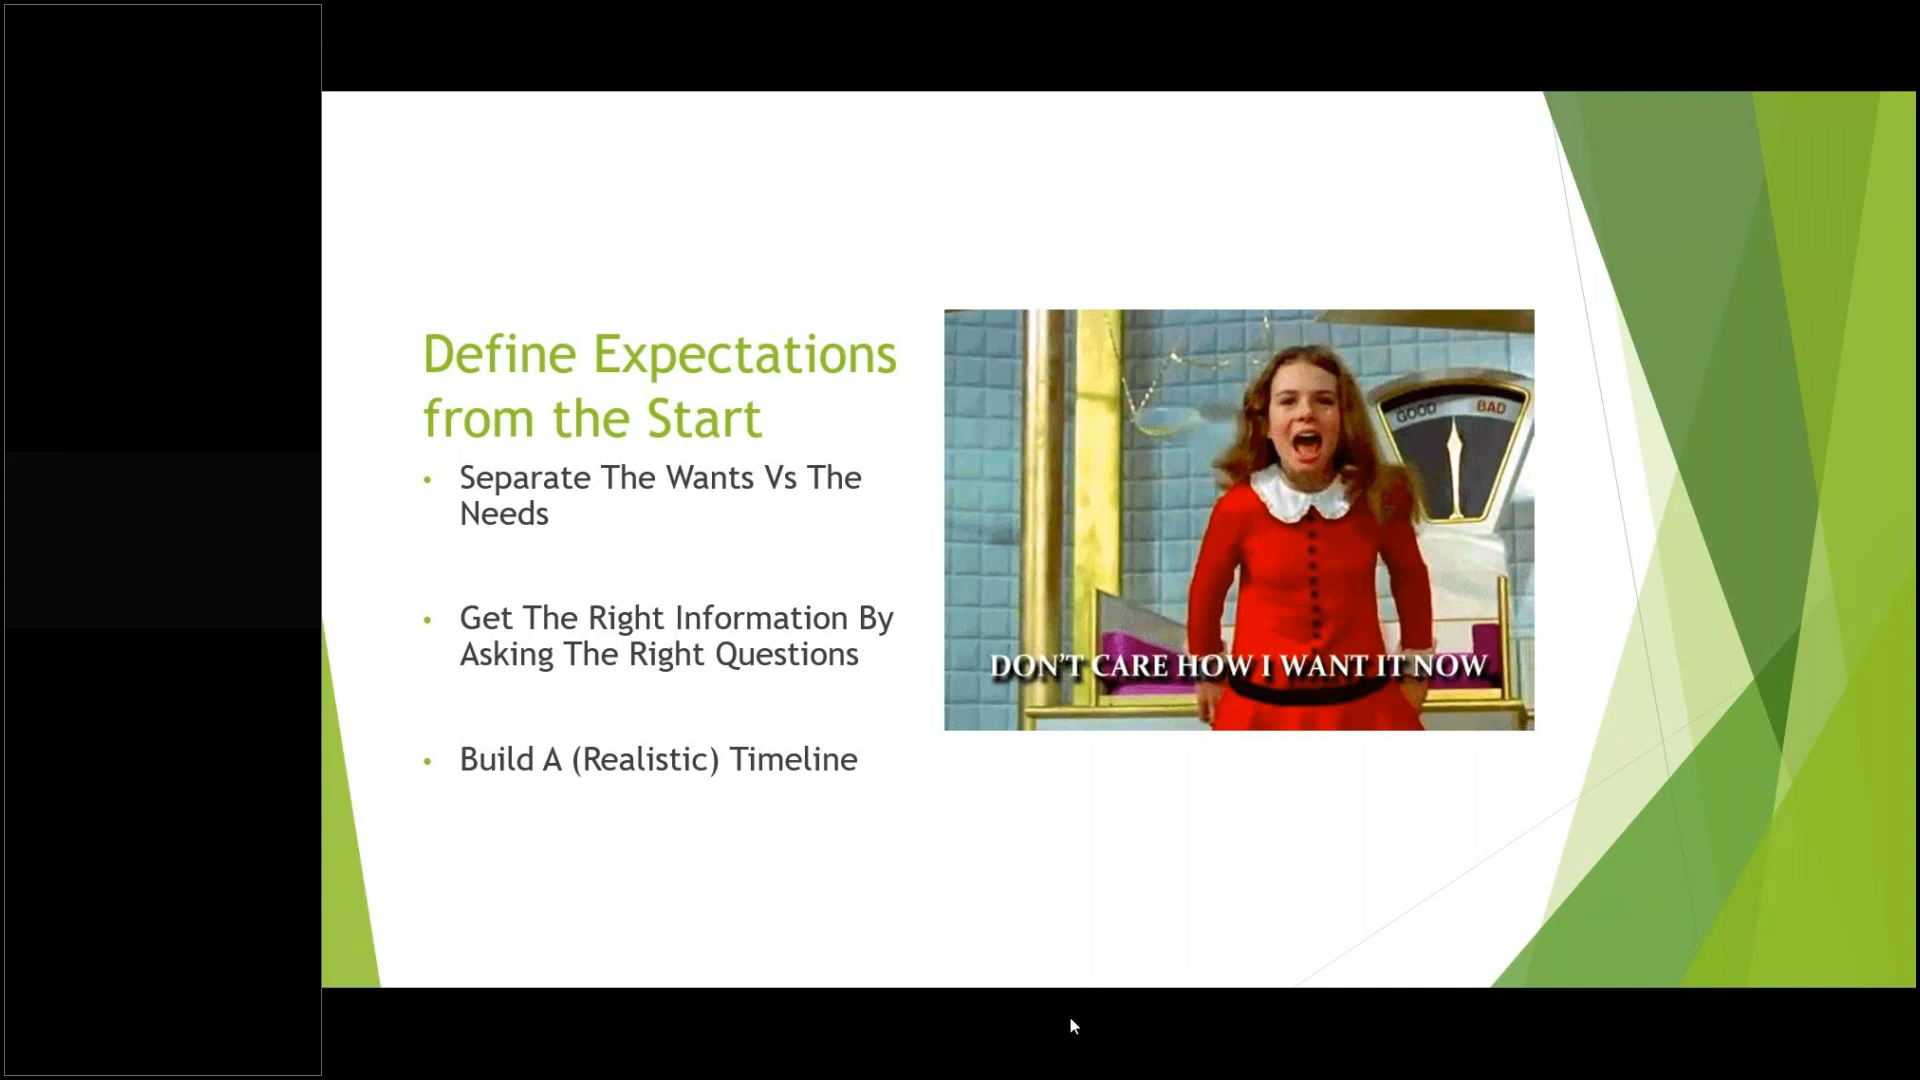 Define Expectations
from the Start
• Separate The Wants Vs The
Needs
• Get The Right Information By
Asking The Right Questions
• Build A (Realistic) Timeline
GOOD BAD
DON'T CARE HOW I WANT IT NOW